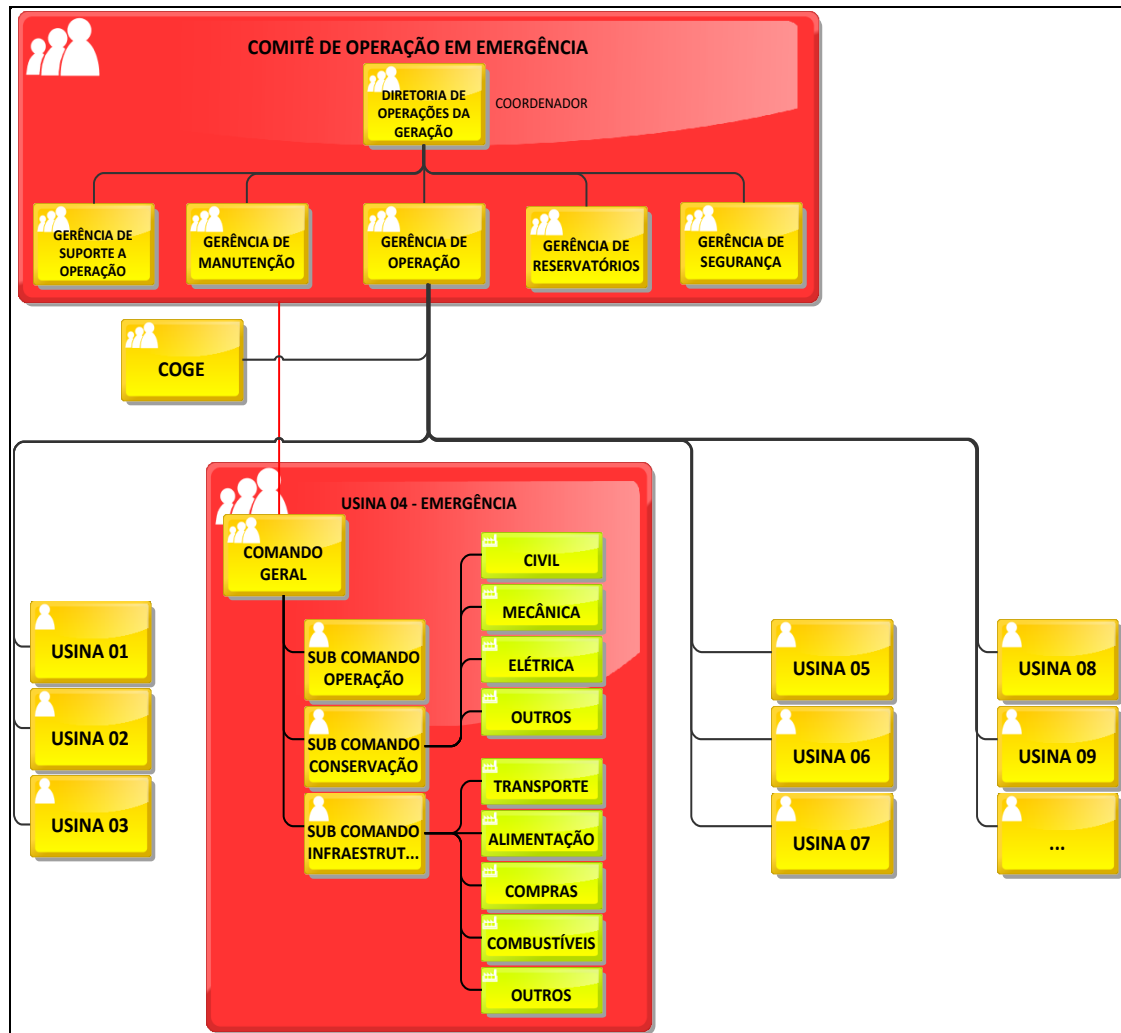 COMITÊ DE OPERAÇÃO EM EMERGÊNCIA
DIRETORIA DE
OPERAÇÕES DA
GERAÇÃO
COORDENADOR
GERÊNCIA DE
SUPORTE A
OPERAÇÃO
GERÊNCIA DE
MANUTENÇÃO
GERÊNCIA DE
OPERAÇÃO
GERÊNCIA DE
RESERVATÓRIOS
GERÊNCIA DE
SEGURANÇA
COGE
USINA 04 - EMERGÊNCIA
COMANDO
GERAL
SUB COMANDO
OPERAÇÃO
SUB COMANDO
CONSERVAÇÃO
SUB COMANDO
INFRAESTRUT...
CIVIL
MECÂNICA
ELÉTRICA
OUTROS
TRANSPORTE
ALIMENTAÇÃO
COMPRAS
COMBUSTÍVEIS
OUTROS
USINA 01
USINA 02
USINA 03
USINA 05
USINA 06
USINA 07
USINA 08
USINA 09
...